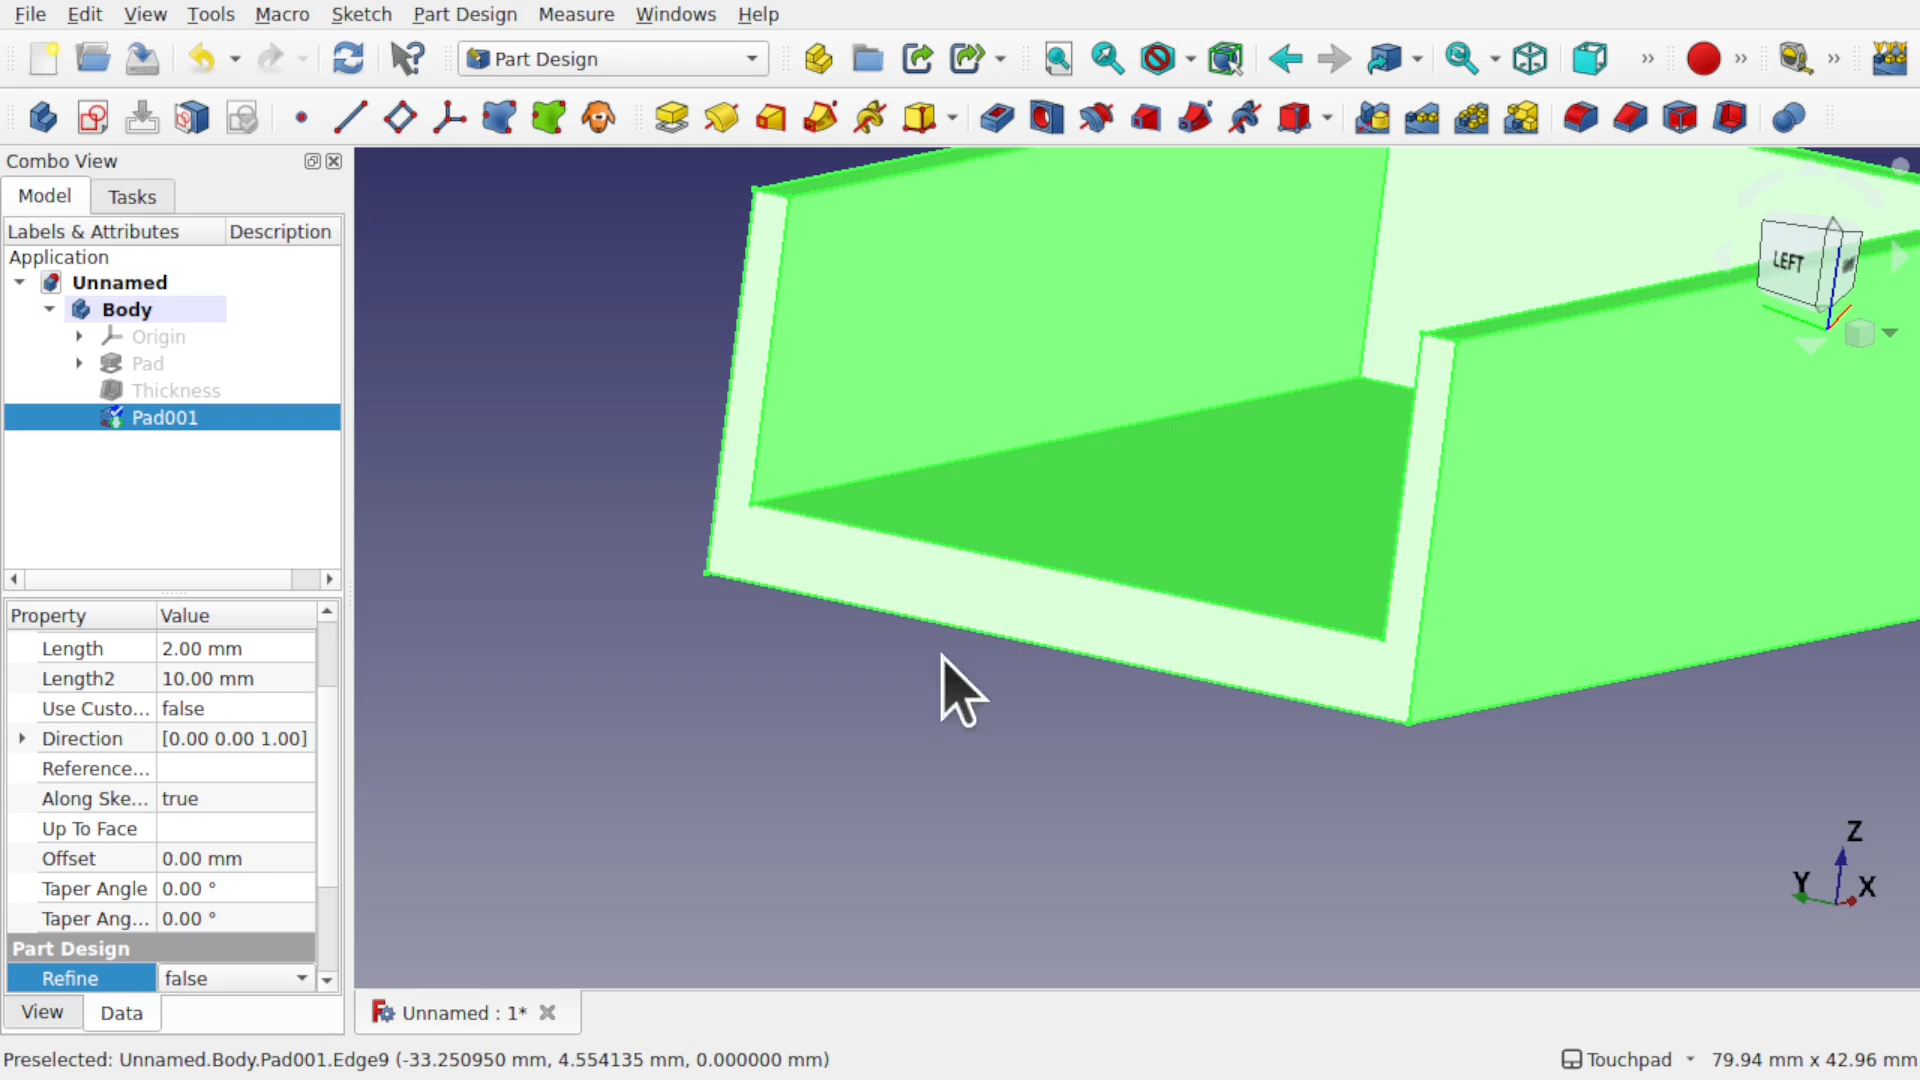 File Edit View Tools Macro Sketch Part Design Measure Windows Help
Part Design
Combo View
Model Tasks
Labels & Attributes Description
Application
Unnamed
Body
Origin
Pad
Thickness
Pad001
Property Value
Length 2.00 mm
Length2 10.00 mm
Use Custo... false
Direction [0.00 0.00 1.00]
Reference...
Along Ske... true
Up To Face
Offset 0.00 mm
Taper Angle 0.00 °
Taper Ang... 0.00 °
Part Design
Refine false
View Data
LEFT
Z
Y X
Unnamed : 1*
Preselected: Unnamed.Body.Pad001.Edge9 (-33.250950 mm, 4.554135 mm, 0.000000 mm)
Touchpad 79.94 mm x 42.96 mm